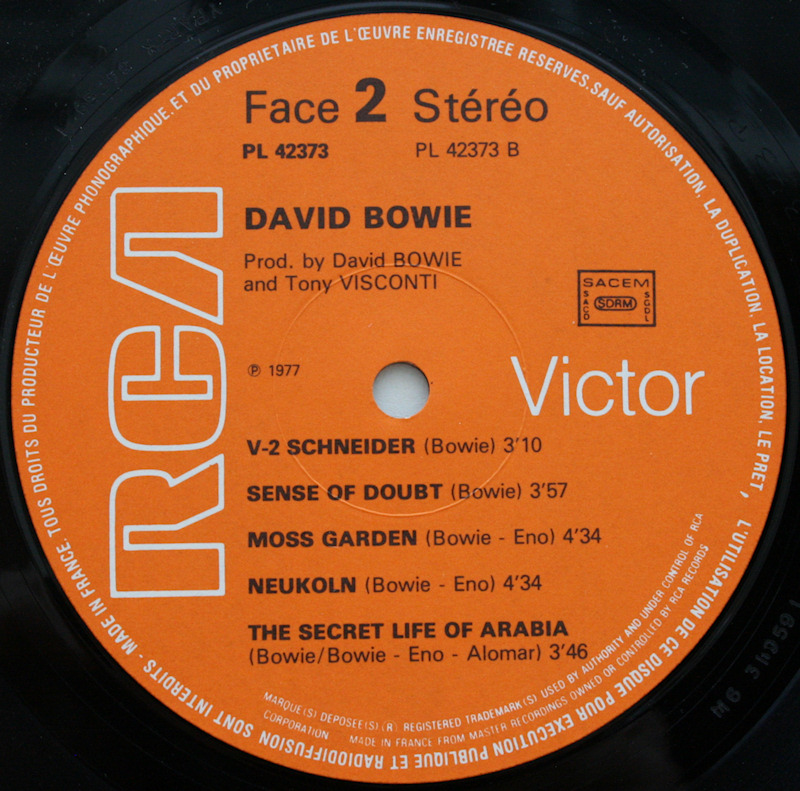 Face 2 Stéréo
PL 42373 PL 42373 B
DAVID BOWIE
Prod. by David BOWIE
and Tony VISCONTI
SACEM
SACD SDRM SGDL
℗ 1977
RCA
Victor
V-2 SCHNEIDER (Bowie) 3'10
SENSE OF DOUBT (Bowie) 3'57
MOSS GARDEN (Bowie - Eno) 4'34
NEUKOLN (Bowie - Eno) 4'34
THE SECRET LIFE OF ARABIA
(Bowie/Bowie - Eno - Alomar) 3'46
MADE IN FRANCE. TOUS DROITS DU PRODUCTEUR DE L'ŒUVRE PHONOGRAPHIQUE.ET DU PROPRIETAIRE DE L'ŒUVRE ENREGISTREE RESERVES.SAUF AUTORISATION, LA DUPLICATION, LA LOCATION, LE PRET, L'UTILISATION DE CE DISQUE POUR EXECUTION PUBLIQUE ET RADIODIFFUSION SONT INTERDITS -
MARQUE(S) DEPOSEE(S) (R) REGISTERED TRADEMARK(S) USED BY AUTHORITY AND UNDER CONTROL OF RCA
CORPORATION MADE IN FRANCE FROM MASTER RECORDINGS OWNED OR CONTROLLED BY RCA RECORDS